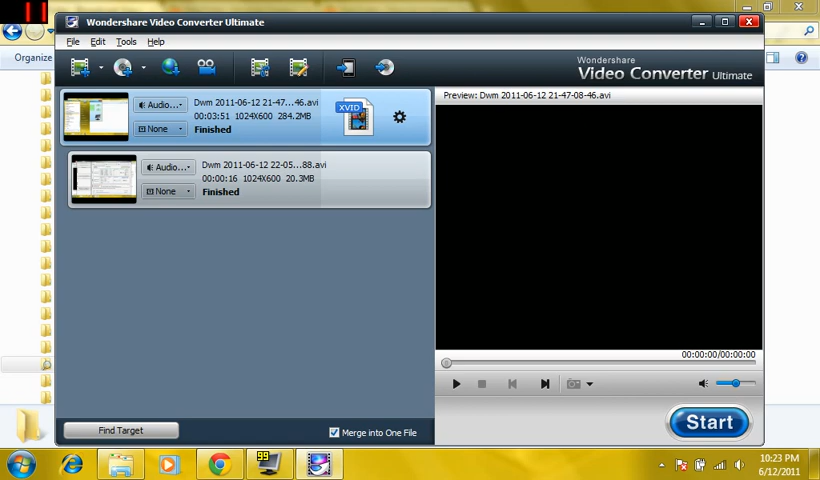 11
Wondershare Video Converter Ultimate
File Edit Tools Help
Organize
Wondershare
Video Converter Ultimate
Audio...
Dwm 2011-06-12 21-47...46.avi
00:03:51 1024X600 284.2MB
None
Finished
XVID
Audio...
Dwm 2011-06-12 22-05...88.avi
00:00:16 1024X600 20.3MB
None
Finished
Preview: Dwm 2011-06-12 21-47-08-46.avi
00:00:00/00:00:00
Find Target
Merge into One File
Start
99
10:23 PM
6/12/2011